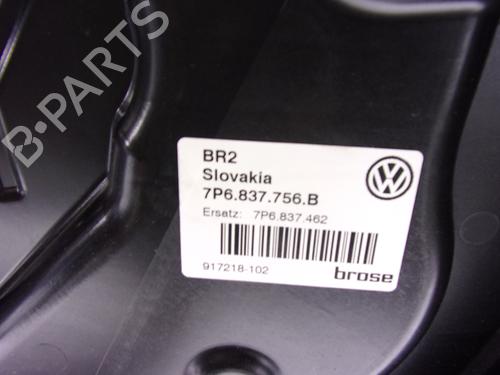 B-PARTS
BR2
Slovakia
7P6.837.756.B
Ersatz: 7P6.837.462
917218-102
brose